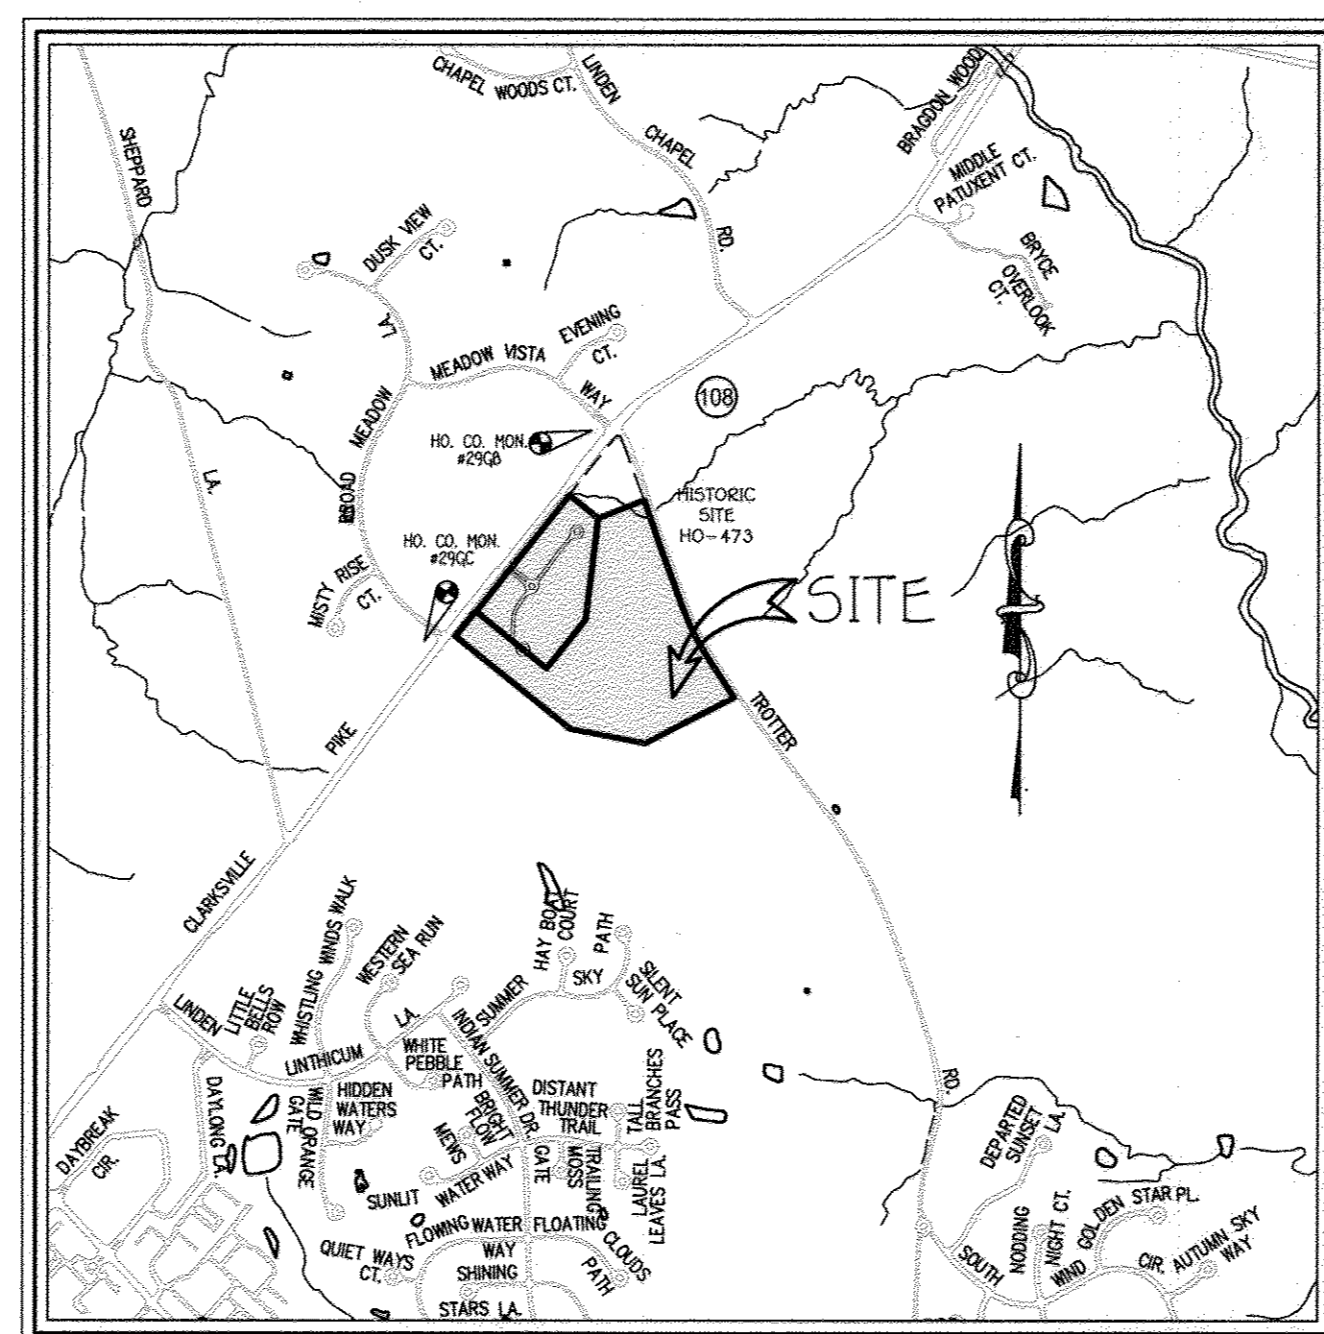 CHAPEL WOODS CT.
LINDEN
CHAPEL
RD.
BRAGDON WOOD
MIDDLE
PATUXENT CT.
BRYCE
OVERLOOK
CT.
SHEPPARD
LA.
DUSK VIEW
CT.
LA.
MEADOW
BROAD
MEADOW VISTA
WAY
EVENING
CT.
108
HO. CO. MON.
#29GB
HISTORIC
SITE
HO-473
HO. CO. MON.
#29GC
MISTY RISE
CT.
SITE
TROTTER
RD.
PIKE
CLARKSVILLE
WHISTLING WINDS WALK
WESTERN
SEA RUN
HAY BOAT
COURT
PATH
SKY
SUMMER
SILENT
SUN PLACE
LINDEN
LITTLE
BELLS
ROW
LINTHICUM
LA.
INDIAN SUMMER DR.
WHITE
PEBBLE
PATH
DAYLONG LA.
WILD ORANGE
GATE
HIDDEN
WATERS
WAY
BRIGHT
FLOW
MEWS
DISTANT
THUNDER
TRAIL
TALL
BRANCHES
PASS
DAYBREAK
CIR.
SUNLIT
WATER WAY
GATE
MOSS
TRAILING
LAUREL
LEAVES LA.
FLOWING WATER
WAY
FLOATING
CLOUDS
PATH
QUIET WAYS
CT.
SHINING
STARS LA.
DEPARTED
SUNSET
LA.
SOUTH
WIND
CIR.
NODDING
NIGHT CT.
GOLDEN STAR PL.
AUTUMN SKY
WAY